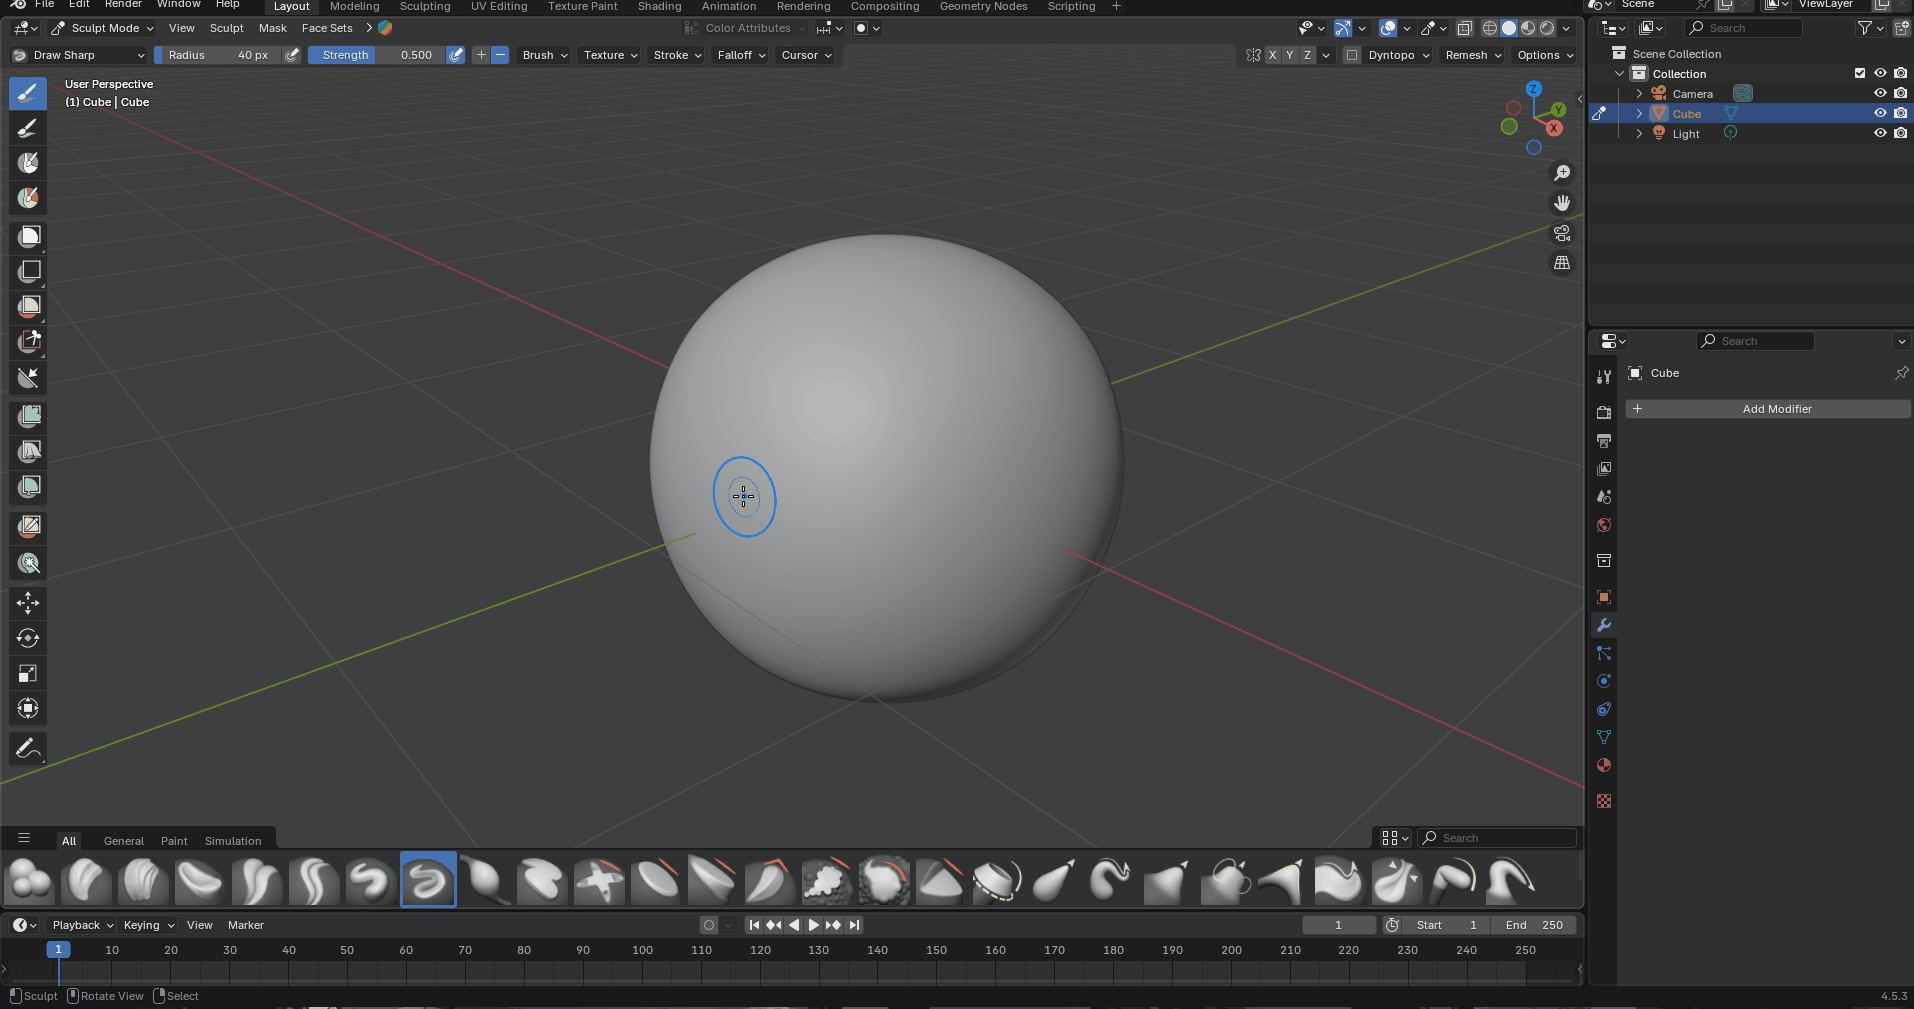 File Edit Render Window Help Layout Modeling Sculpting UV Editing Texture Paint Shading Animation Rendering Compositing Geometry Nodes Scripting + Scene ViewLayer
Sculpt Mode View Sculpt Mask Face Sets Color Attributes Search
Draw Sharp Radius 40 px Strength 0.500 Brush Texture Stroke Falloff Cursor X Y Z Dyntopo Remesh Options
Scene Collection
Collection
Camera
Cube
Light
User Perspective
(1) Cube | Cube
Z
Y
X
Search
Cube
Add Modifier
All General Paint Simulation Search
Playback Keying View Marker 1 Start 1 End 250
1 10 20 30 40 50 60 70 80 90 100 110 120 130 140 150 160 170 180 190 200 210 220 230 240 250
Sculpt Rotate View Select 4.5.3